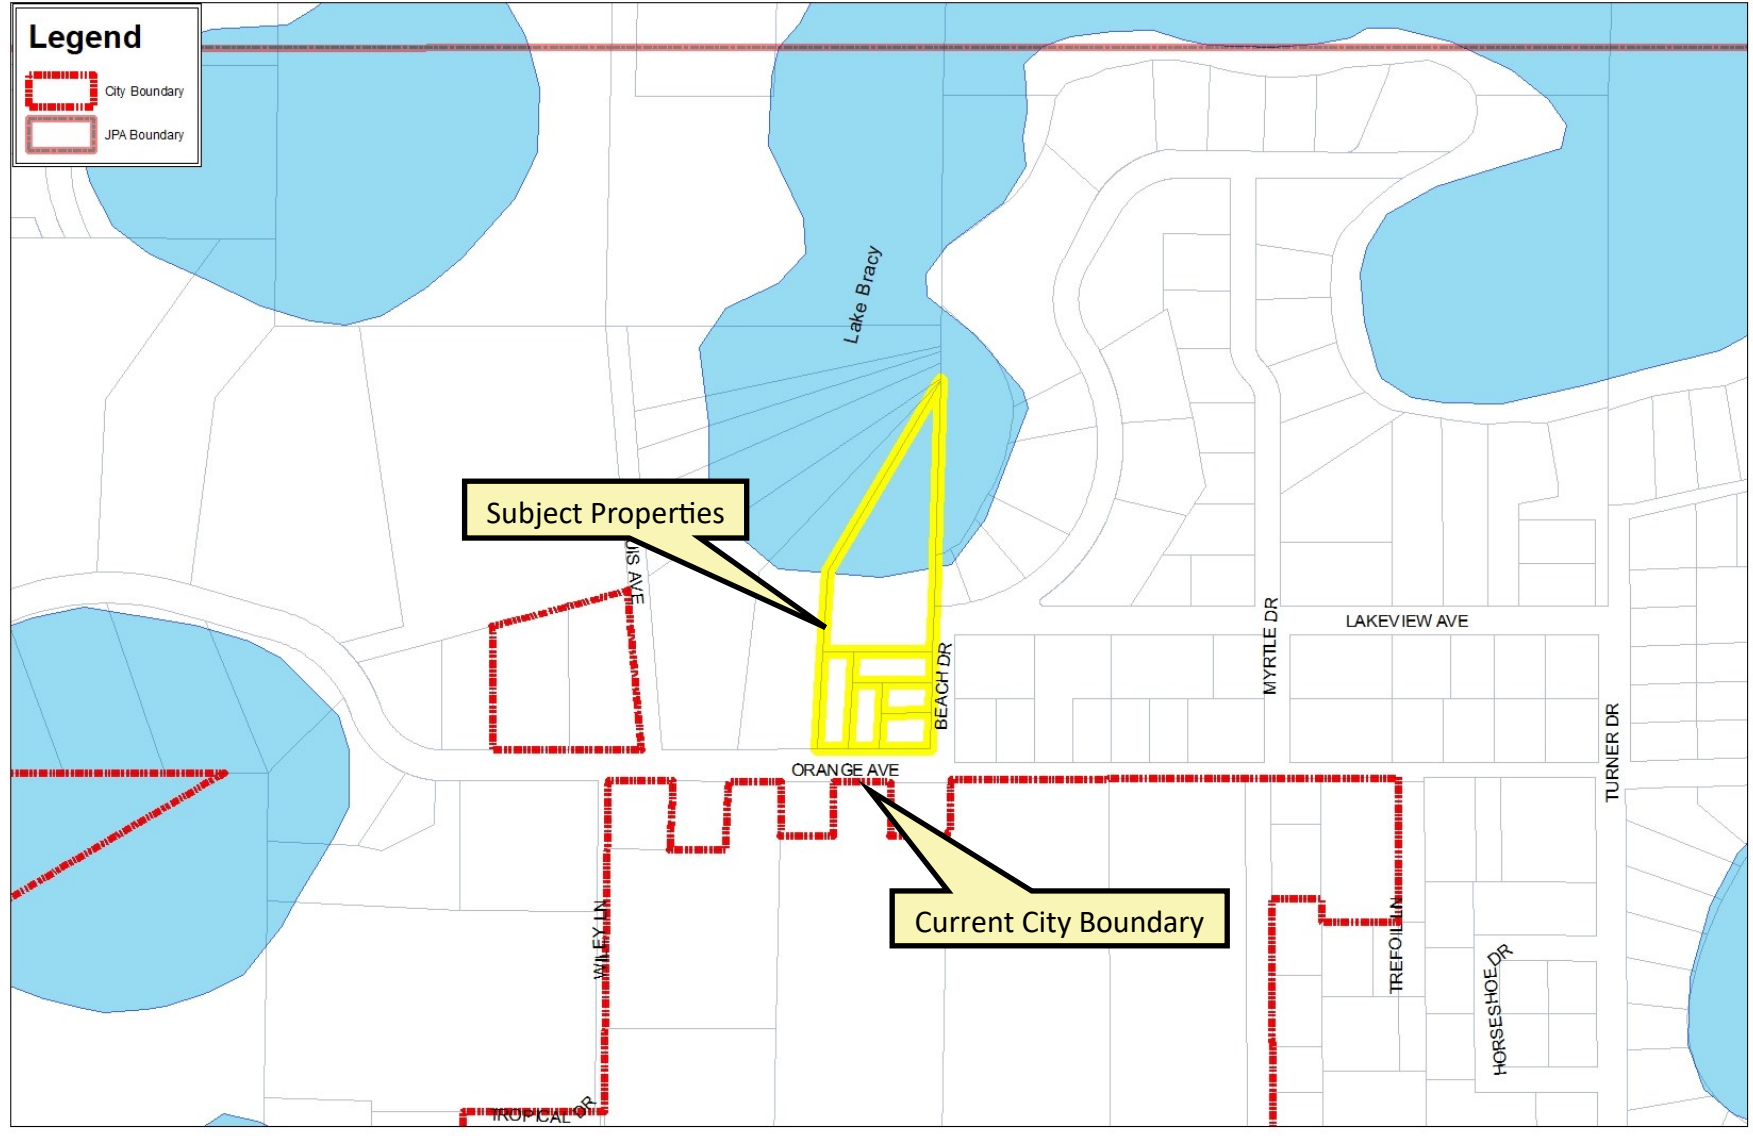 Legend
City Boundary
JPA Boundary
Lake Bracy
Subject Properties
AVE
LAKEVIEW AVE
MYRTLE DR
BEACH DR
TURNER DR
ORANGE AVE
Current City Boundary
WILEY LN
TREFOIL LN
HORSESHOE DR
TROPICAL DR